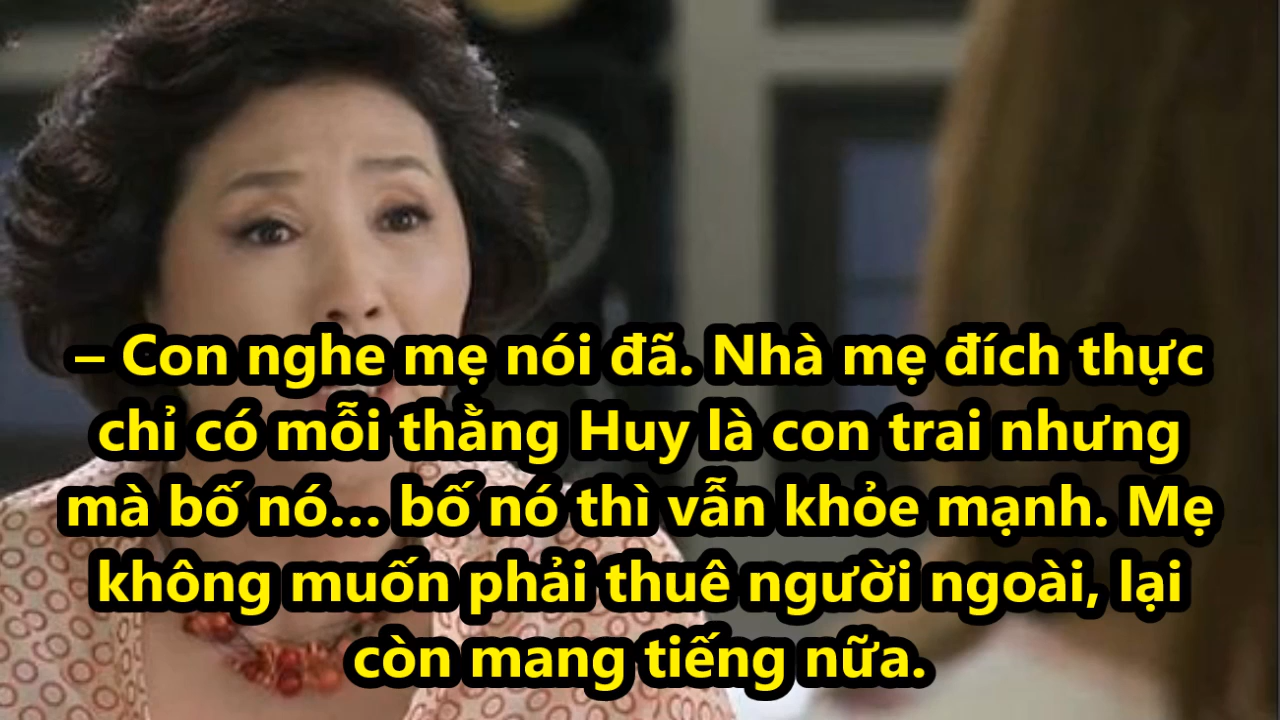 – Con nghe mẹ nói đã. Nhà mẹ đích thực
chỉ có mỗi thằng Huy là con trai nhưng
mà bố nó... bố nó thì vẫn khỏe mạnh. Mẹ
không muốn phải thuê người ngoài, lại
còn mang tiếng nữa.